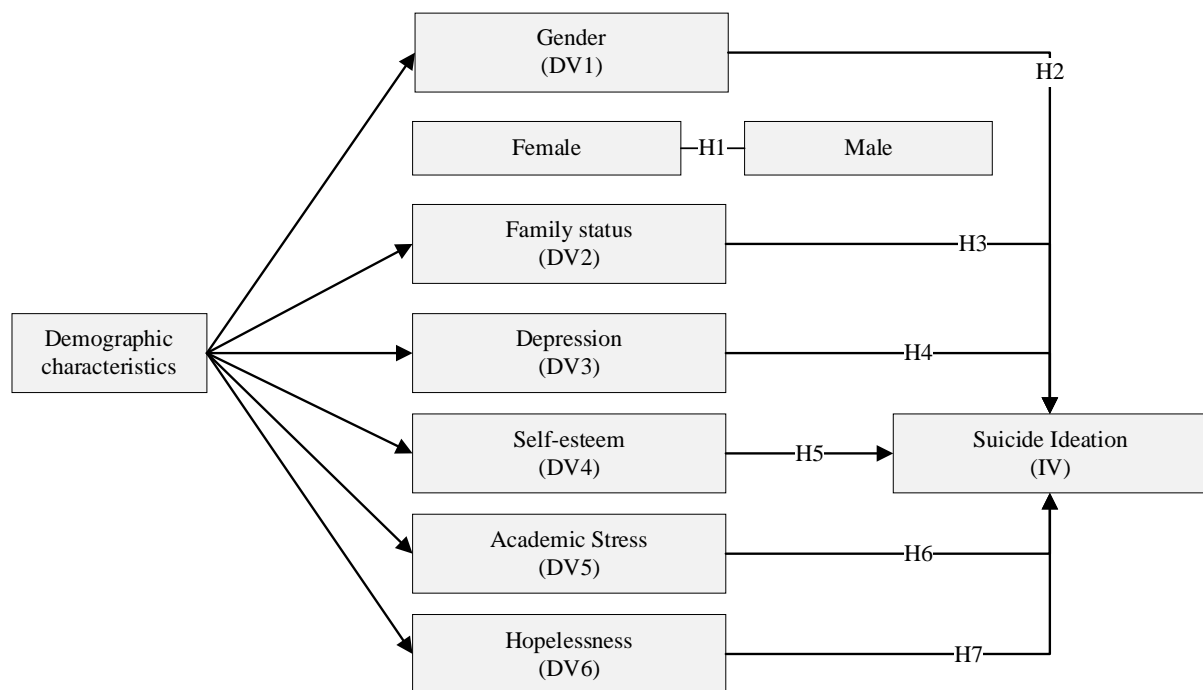 Gender
(DV1)
H2
Female
H1
Male
Family status
(DV2)
H3
Demographic
characteristics
Depression
(DV3)
H4
Self-esteem
(DV4)
H5
Suicide Ideation
(IV)
Academic Stress
(DV5)
H6
Hopelessness
(DV6)
H7